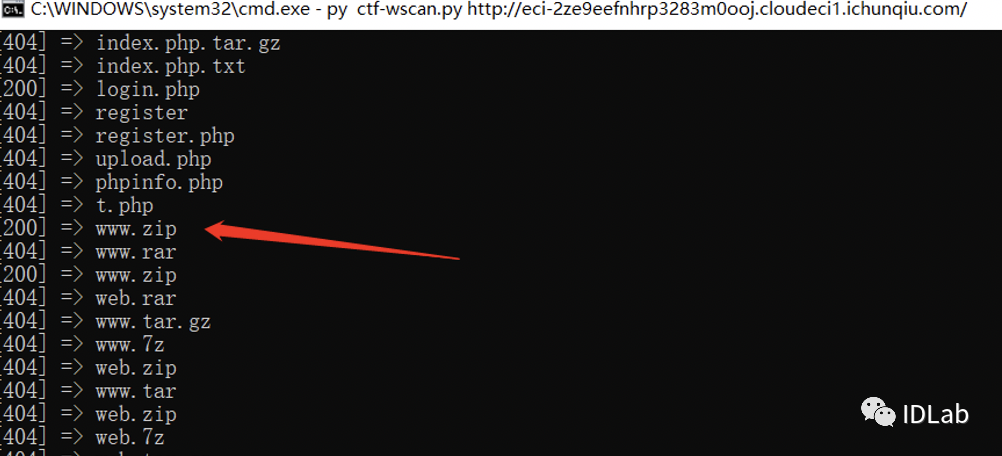 C:\WINDOWS\system32\cmd.exe - py ctf-wscan.py http://eci-2ze9eefnhrp3283m0ooj.cloudeci1.ichunqiu.com/
[404] => index.php.tar.gz
[404] => index.php.txt
[200] => login.php
[404] => register
[404] => register.php
[404] => upload.php
[404] => phpinfo.php
[404] => t.php
[200] => www.zip
[404] => www.rar
[200] => www.zip
[404] => web.rar
[404] => www.tar.gz
[404] => www.7z
[404] => web.zip
[404] => www.tar
[404] => web.zip
[404] => web.7z
IDLab